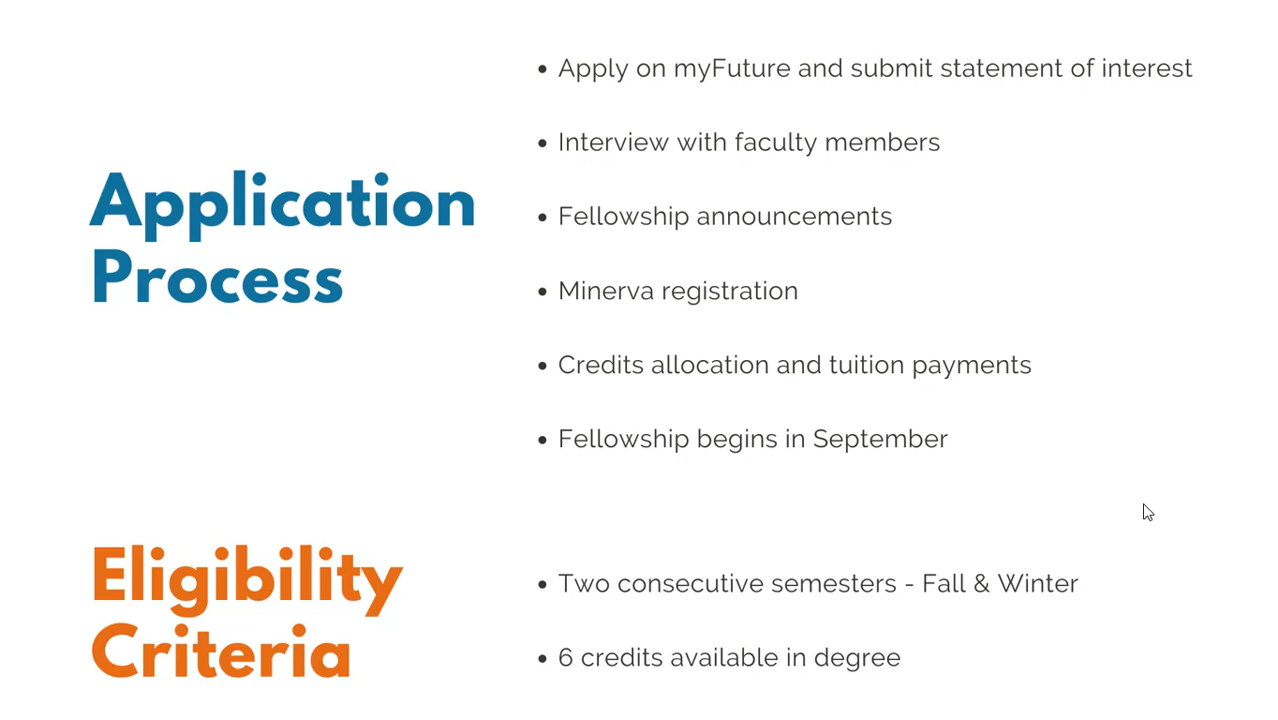 Application
Process
• Apply on myFuture and submit statement of interest
• Interview with faculty members
• Fellowship announcements
• Minerva registration
• Credits allocation and tuition payments
• Fellowship begins in September
Eligibility
Criteria
• Two consecutive semesters - Fall & Winter
• 6 credits available in degree